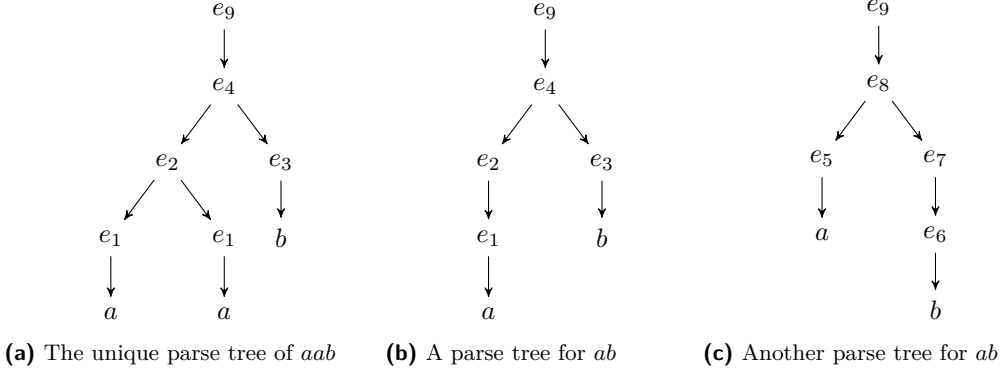 e₉ e₉ e₉
e₄ e₄ e₈
e₂ e₃ e₂ e₃ e₅ e₇
e₁ e₁ b e₁ b a e₆
a a a b
(a) The unique parse tree of aab (b) A parse tree for ab (c) Another parse tree for ab